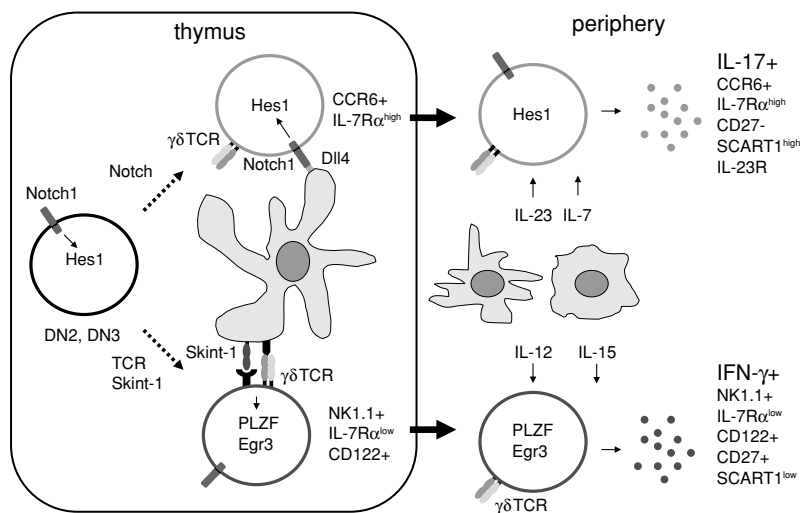 thymus
periphery
Hes1
CCR6+
IL-7Rα^high
γδTCR
Notch1
Dll4
Notch
Notch1
Hes1
DN2, DN3
TCR
Skint-1
Skint-1
γδTCR
PLZF
Egr3
NK1.1+
IL-7Rα^low
CD122+
Hes1
IL-17+
CCR6+
IL-7Rα^high
CD27-
SCART1^high
IL-23R
IL-23 IL-7
IL-12 IL-15
PLZF
Egr3
γδTCR
IFN-γ+
NK1.1+
IL-7Rα^low
CD122+
CD27+
SCART1^low